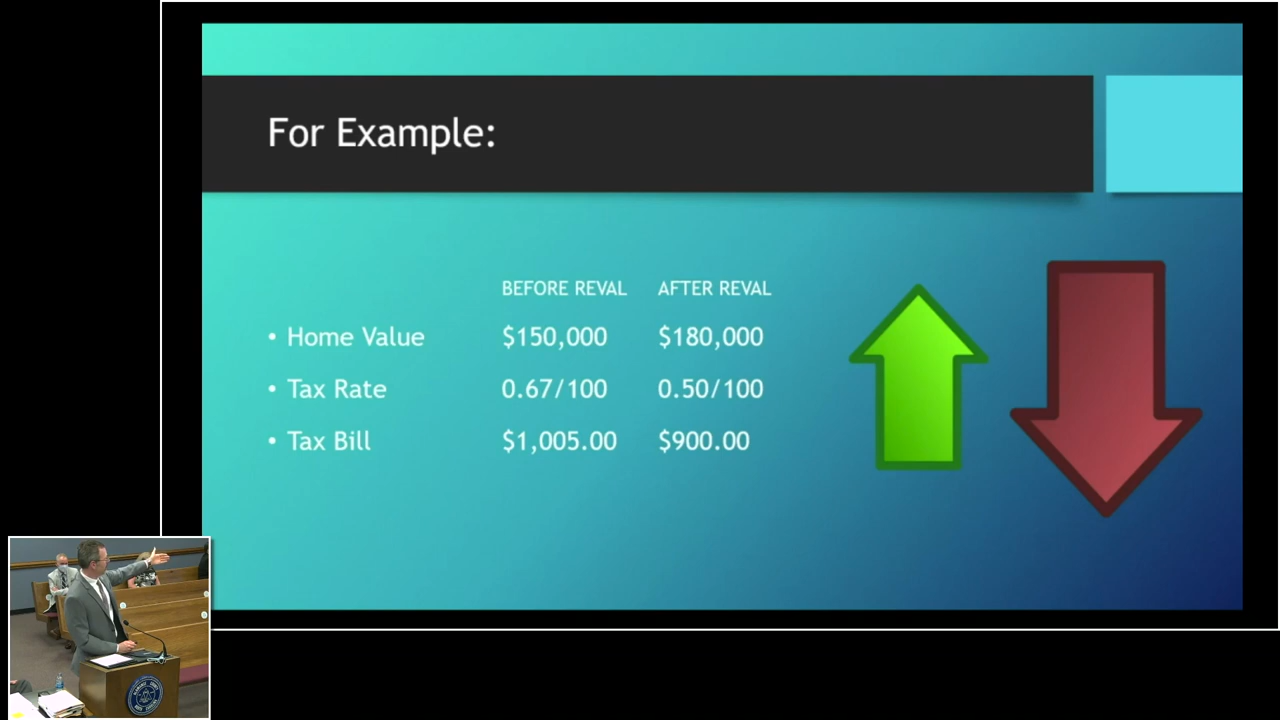 For Example:
BEFORE REVAL AFTER REVAL
• Home Value $150,000 $180,000
• Tax Rate 0.67/100 0.50/100
• Tax Bill $1,005.00 $900.00